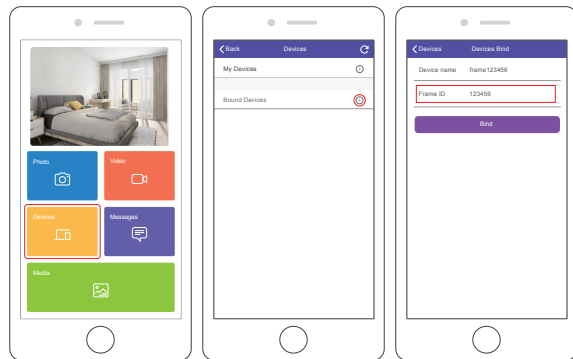 Photo
Video
Devices
Messages
Media
Back Devices
My Devices
Bound Devices
Devices Devices Bind
Device name frame123456
Frame ID 123456
Bind